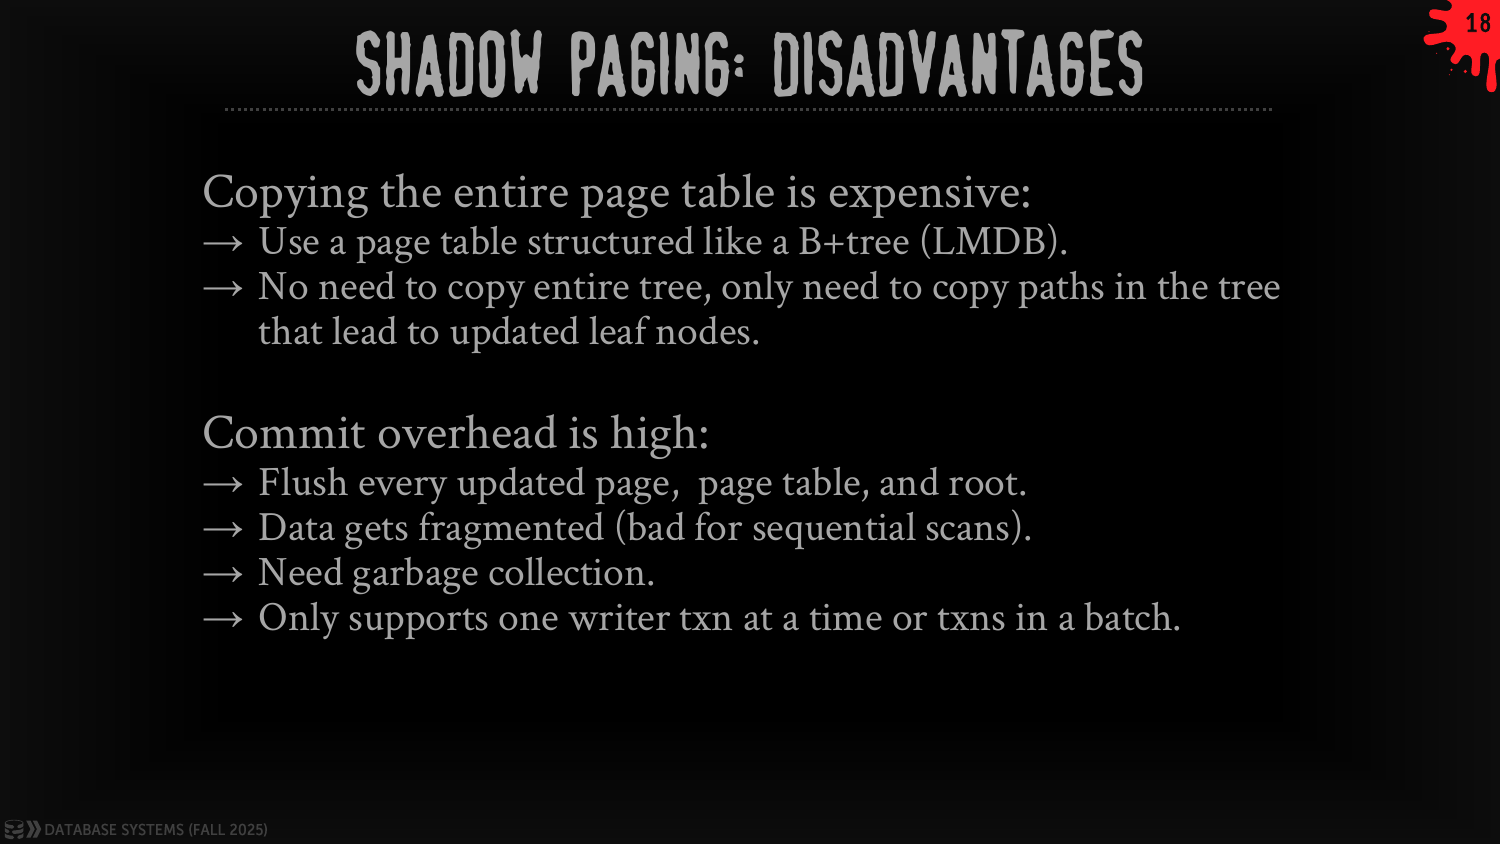 18
SHADOW PAGING: DISADVANTAGES
Copying the entire page table is expensive:
→ Use a page table structured like a B+tree (LMDB).
→ No need to copy entire tree, only need to copy paths in the tree
that lead to updated leaf nodes.
Commit overhead is high:
→ Flush every updated page, page table, and root.
→ Data gets fragmented (bad for sequential scans).
→ Need garbage collection.
→ Only supports one writer txn at a time or txns in a batch.
DATABASE SYSTEMS (FALL 2025)